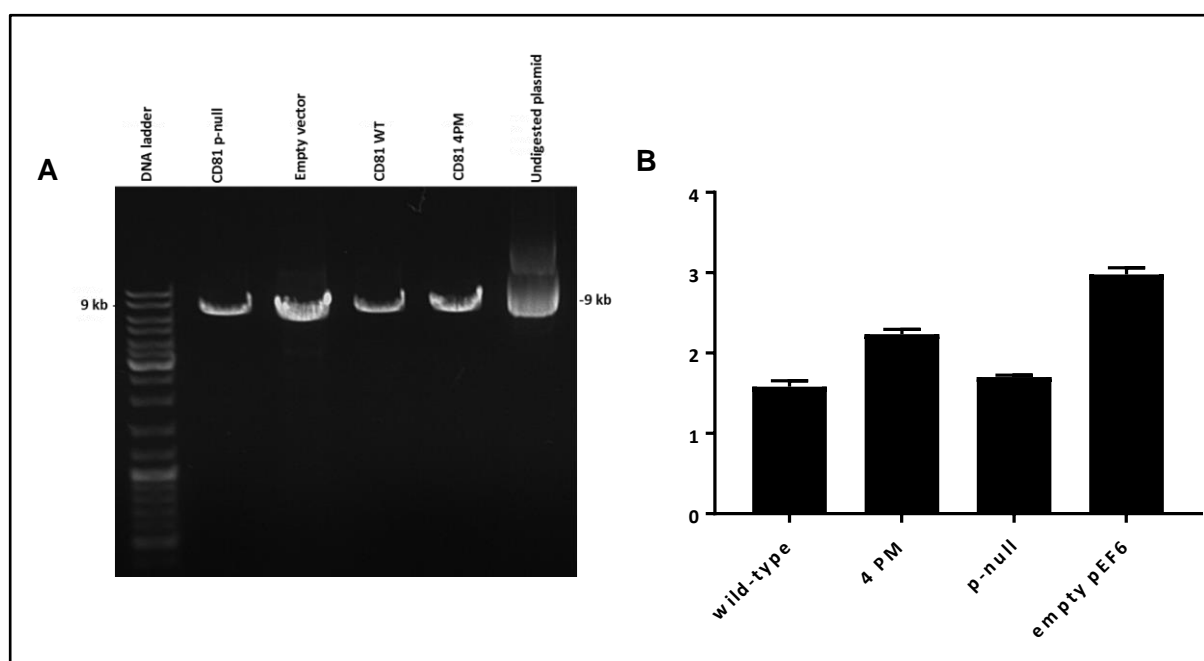 A
DNA ladder
CD81 p-null
Empty vector
CD81 WT
CD81 4PM
Undigested plasmid
9 kb -
-9 kb
B
4
3
2
1
0
wild-type
4 PM
p-null
empty pEF6